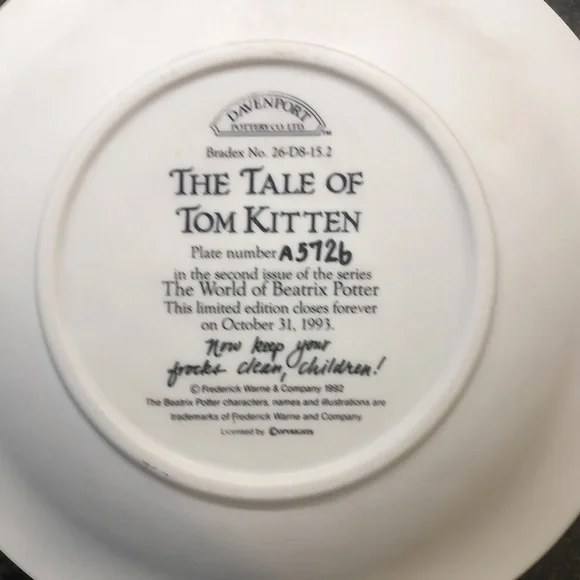 DAVENPORT
POTTERY CO. LTD.™
Bradex No. 26-D8-15.2
THE TALE OF
TOM KITTEN
Plate number A5726
in the second issue of the series
The World of Beatrix Potter
This limited edition closes forever
on October 31, 1993.
Now keep your
frocks clean, children!
© Frederick Warne & Company 1992
The Beatrix Potter characters, names and illustrations are
trademarks of Frederick Warne and Company
Licensed by COPYRIGHTS